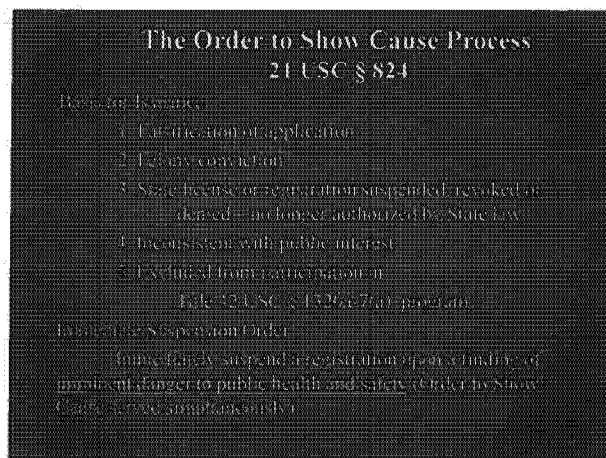 The Order to Show Cause Process
21 USC § 824
Basis for Issuance
1. Falsification of application
2. Felony conviction
3. State license or registration suspended, revoked or
denied – no longer authorized by State law
4. Inconsistent with public interest
5. Excluded from participation in
Title 42 USC § 1320a-7(a) program
Immediate Suspension Order
Immediately suspend a registration upon a finding of
imminent danger to public health and safety (Order to Show
Cause served simultaneously)